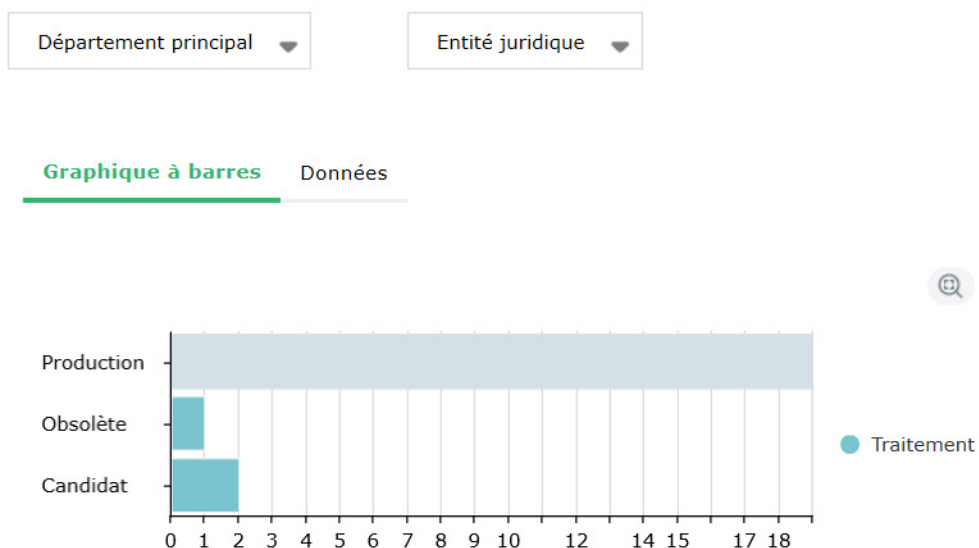 Département principal
Entité juridique
Graphique à barres
Données
Production
Obsolète
Candidat
Traitement
0 1 2 3 4 5 6 7 8 9 10 12 14 15 17 18